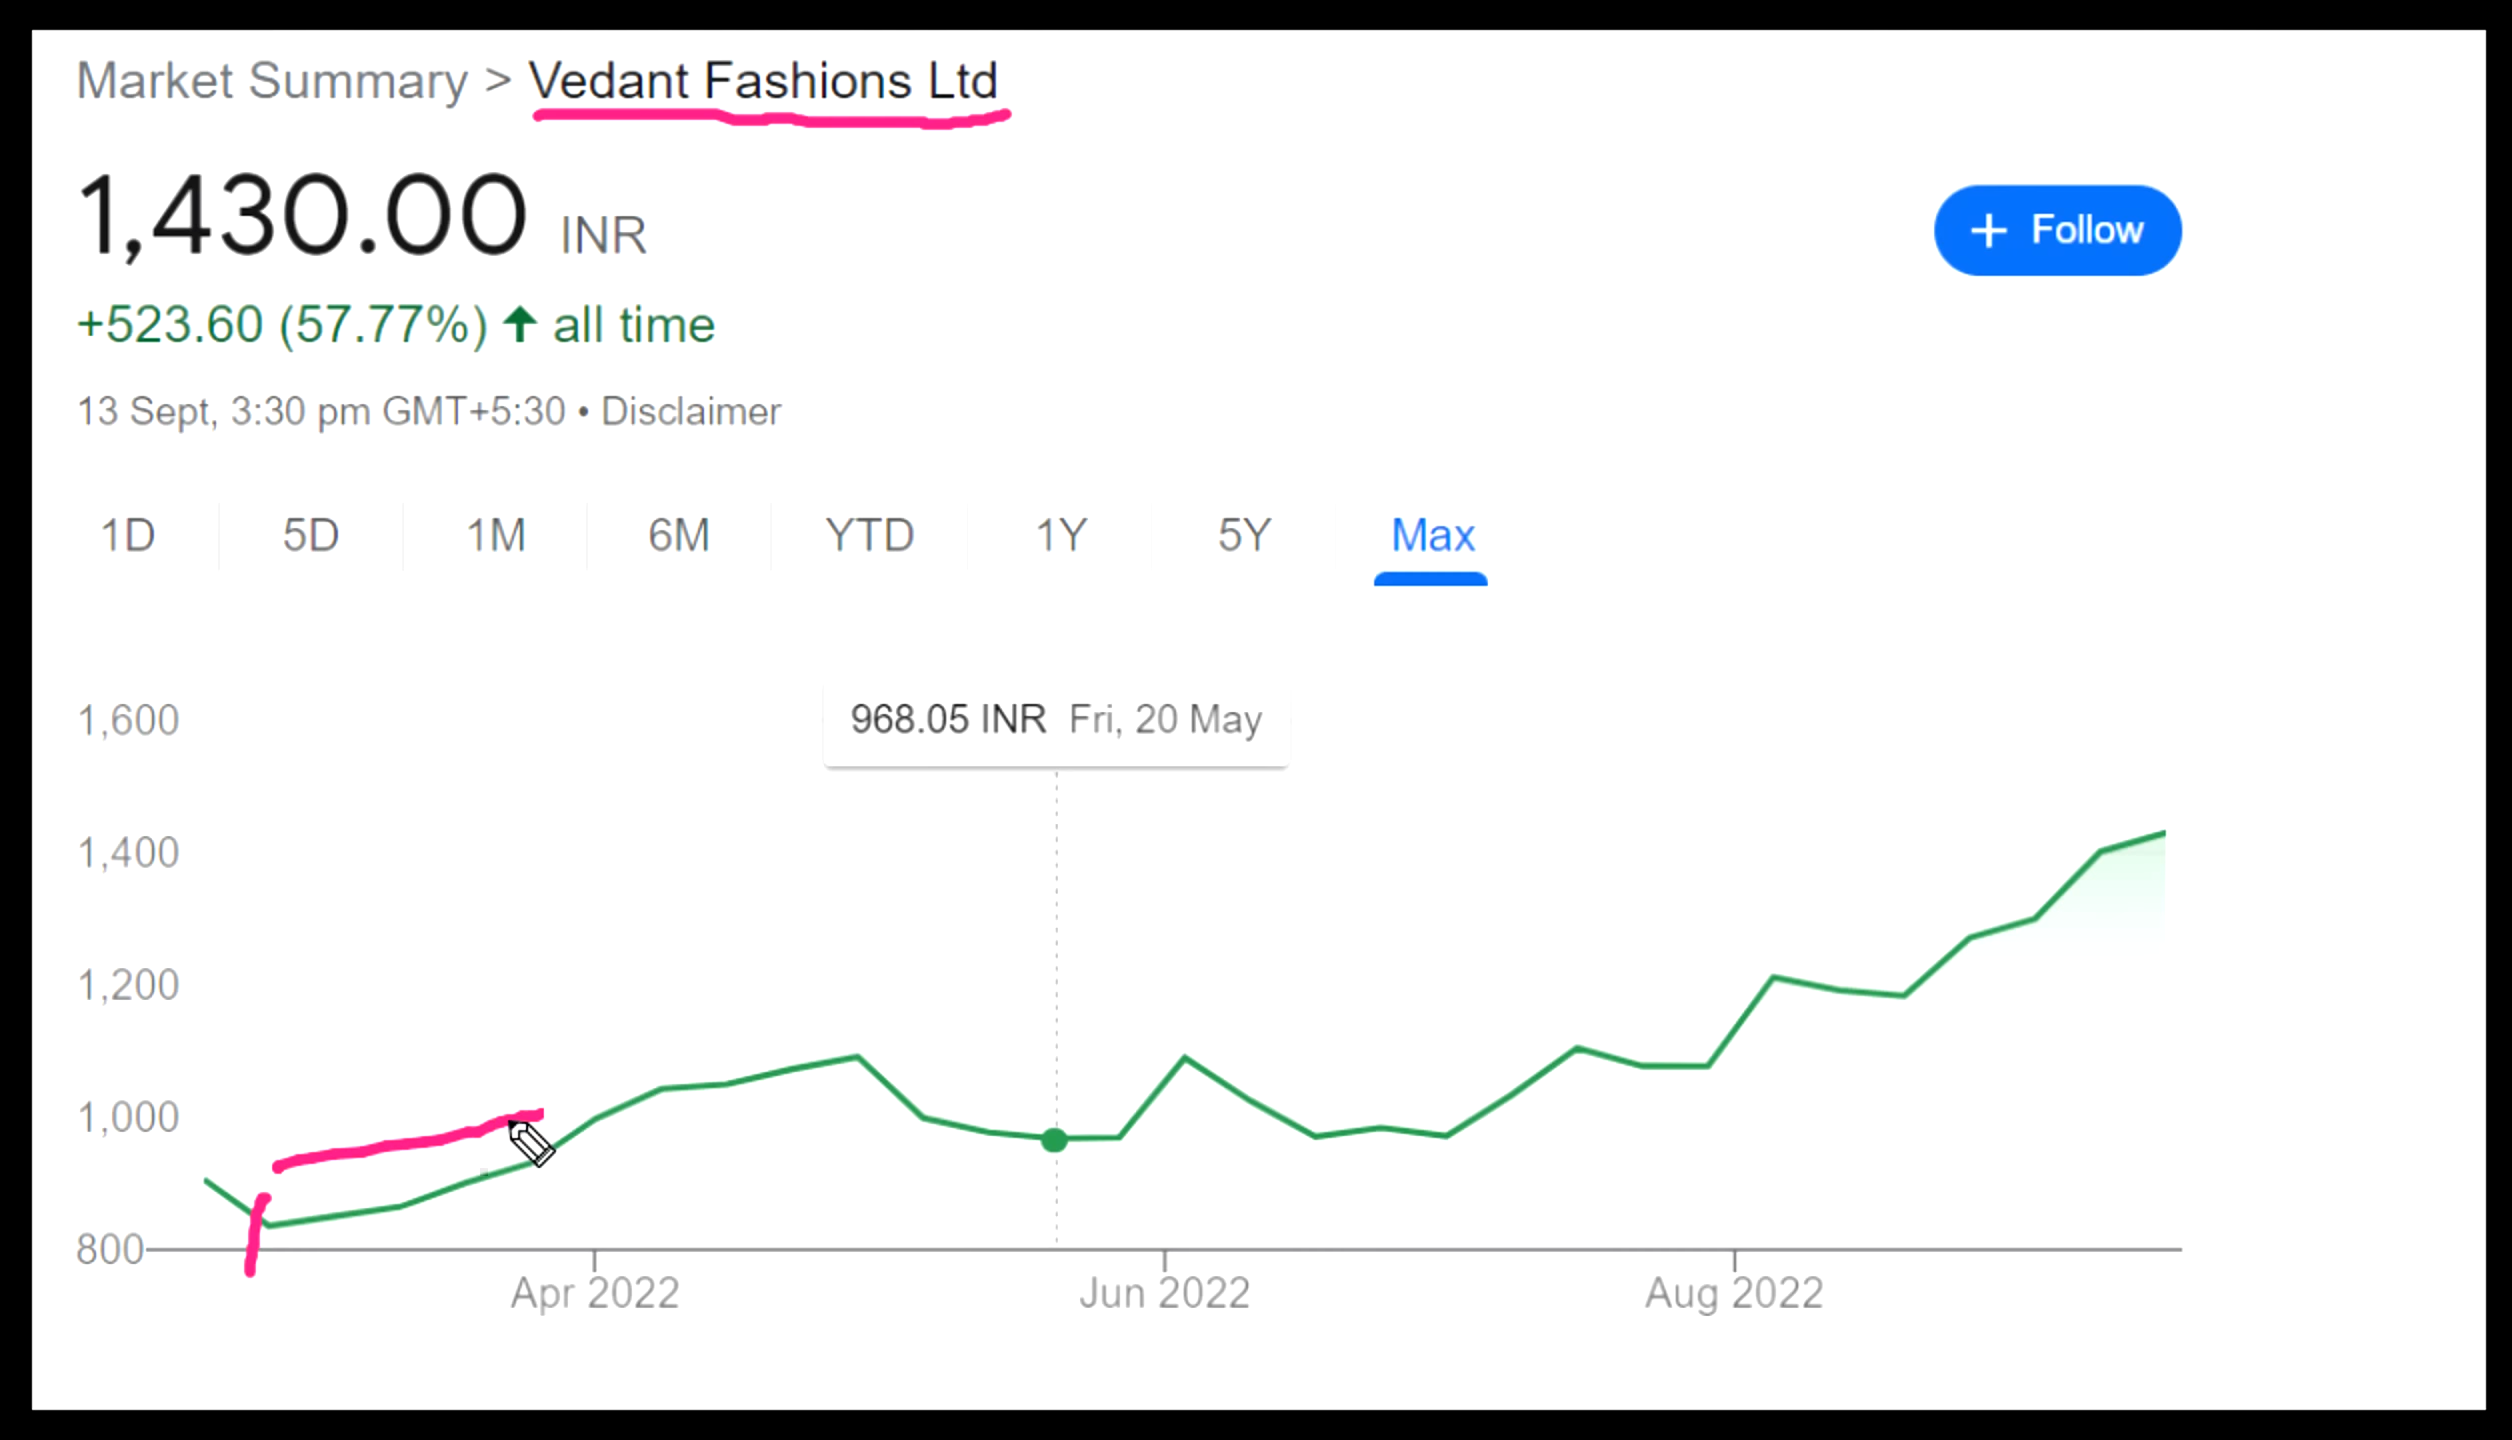 Market Summary > Vedant Fashions Ltd
1,430.00 INR
+ Follow
+523.60 (57.77%) ↑ all time
13 Sept, 3:30 pm GMT+5:30 • Disclaimer
1D 5D 1M 6M YTD 1Y 5Y Max
968.05 INR Fri, 20 May
1,600
1,400
1,200
1,000
800
Apr 2022 Jun 2022 Aug 2022